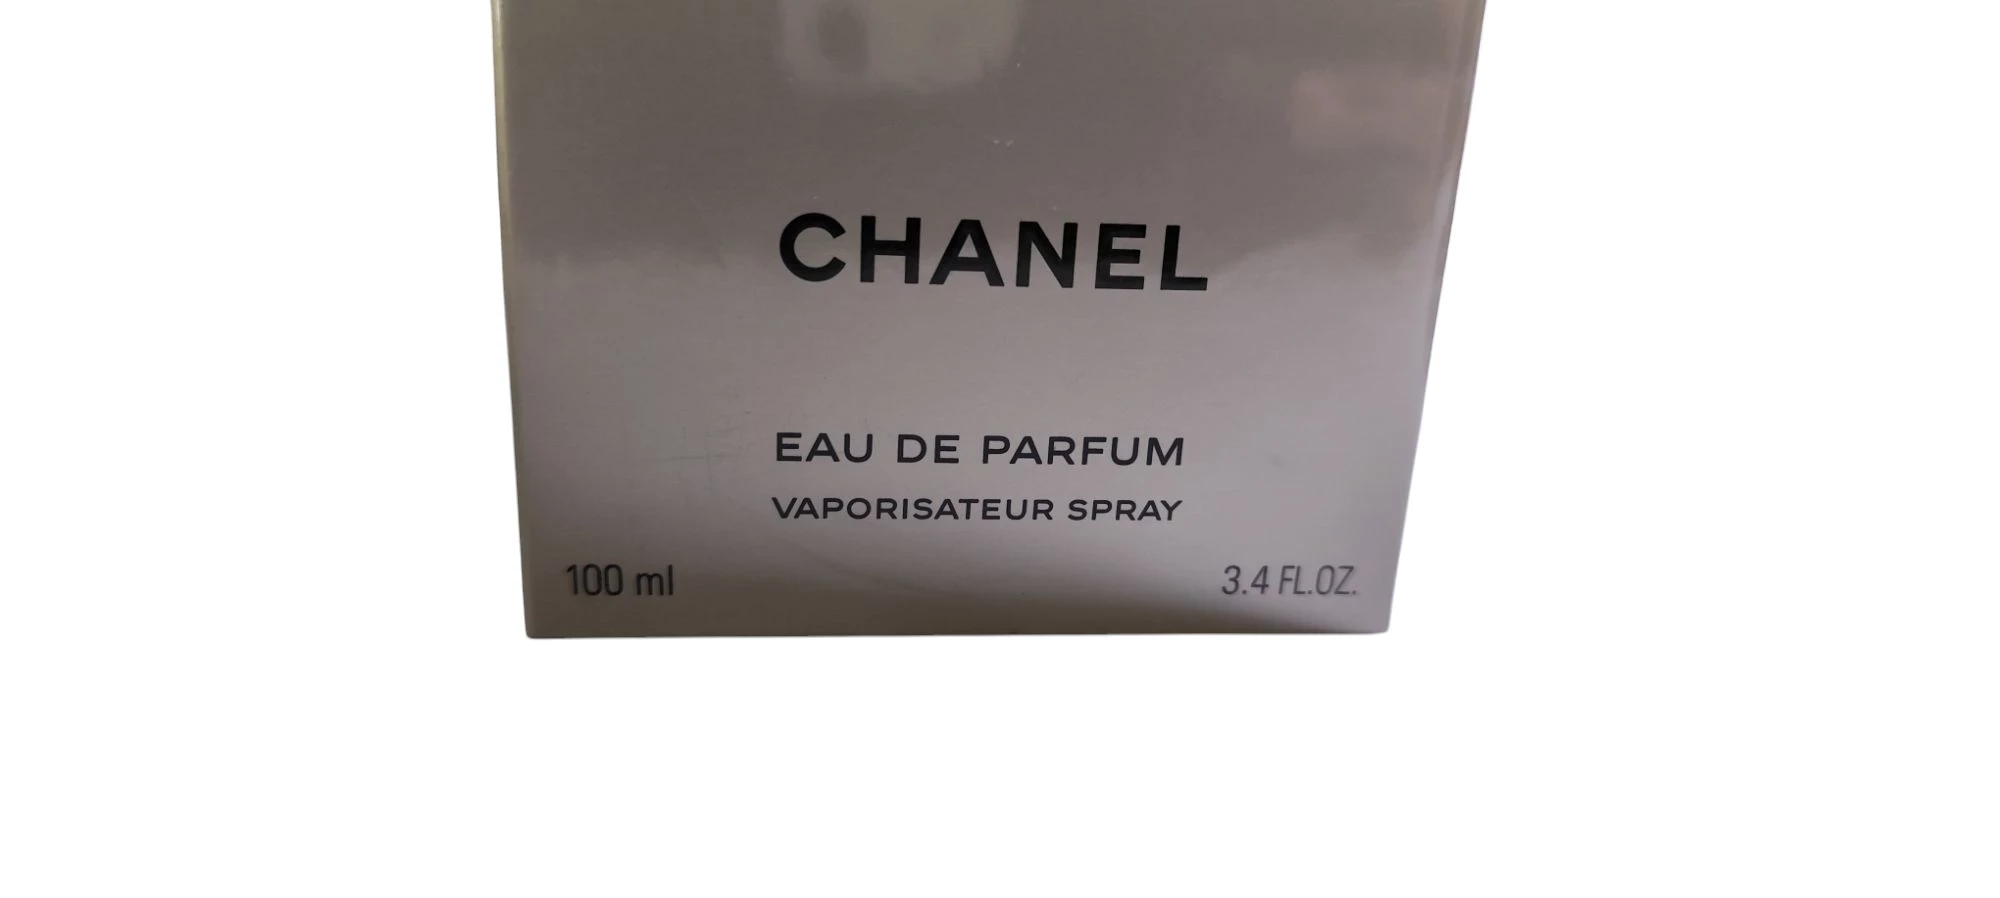 CHANEL
EAU DE PARFUM
VAPORISATEUR SPRAY
100 ml 3.4 FL.OZ.